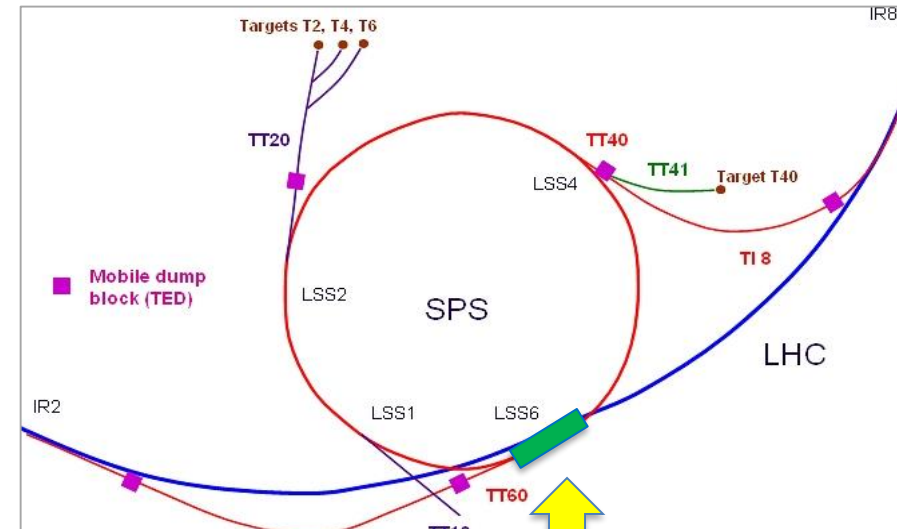 IR8
Targets T2, T4, T6
TT20
TT40
TT41
Target T40
LSS4
TI 8
Mobile dump
block (TED)
LSS2
SPS
LHC
IR2
LSS1
LSS6
TT60